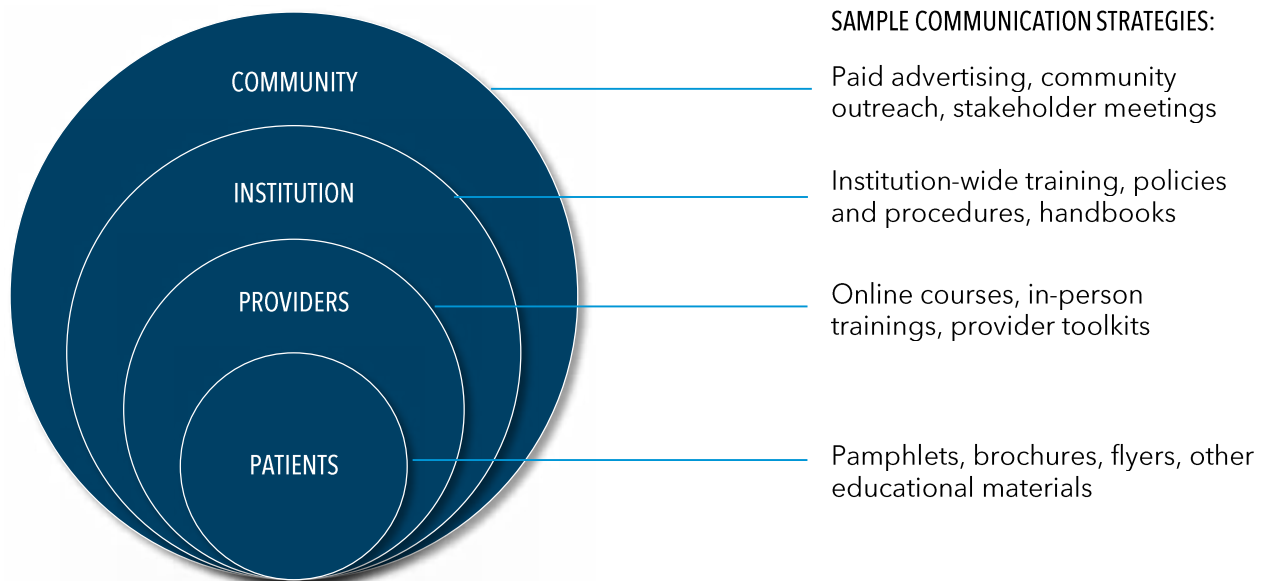 SAMPLE COMMUNICATION STRATEGIES:
COMMUNITY
Paid advertising, community
outreach, stakeholder meetings
INSTITUTION
Institution-wide training, policies
and procedures, handbooks
PROVIDERS
Online courses, in-person
trainings, provider toolkits
PATIENTS
Pamphlets, brochures, flyers, other
educational materials